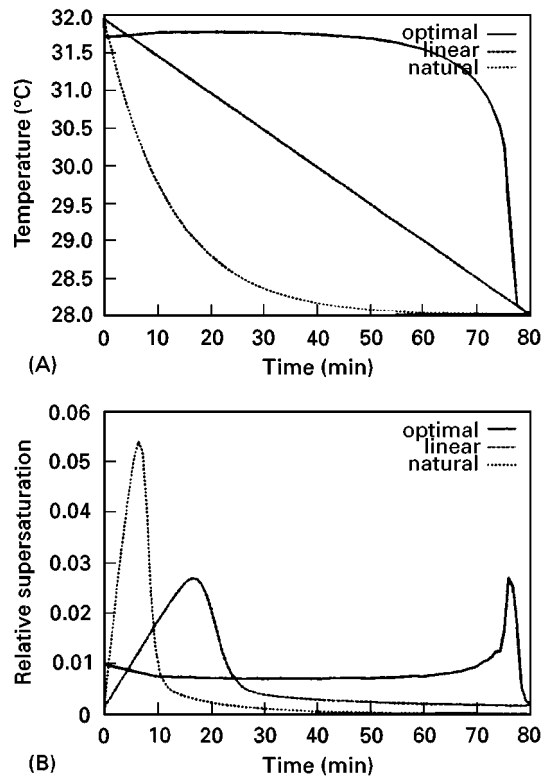 32.0
31.5
31.0
30.5
30.0
29.5
29.0
28.5
28.0
Temperature (°C)
optimal
linear
natural
0 10 20 30 40 50 60 70 80
Time (min)
(A)
0.06
0.05
0.04
0.03
0.02
0.01
0
Relative supersaturation
optimal
linear
natural
0 10 20 30 40 50 60 70 80
Time (min)
(B)